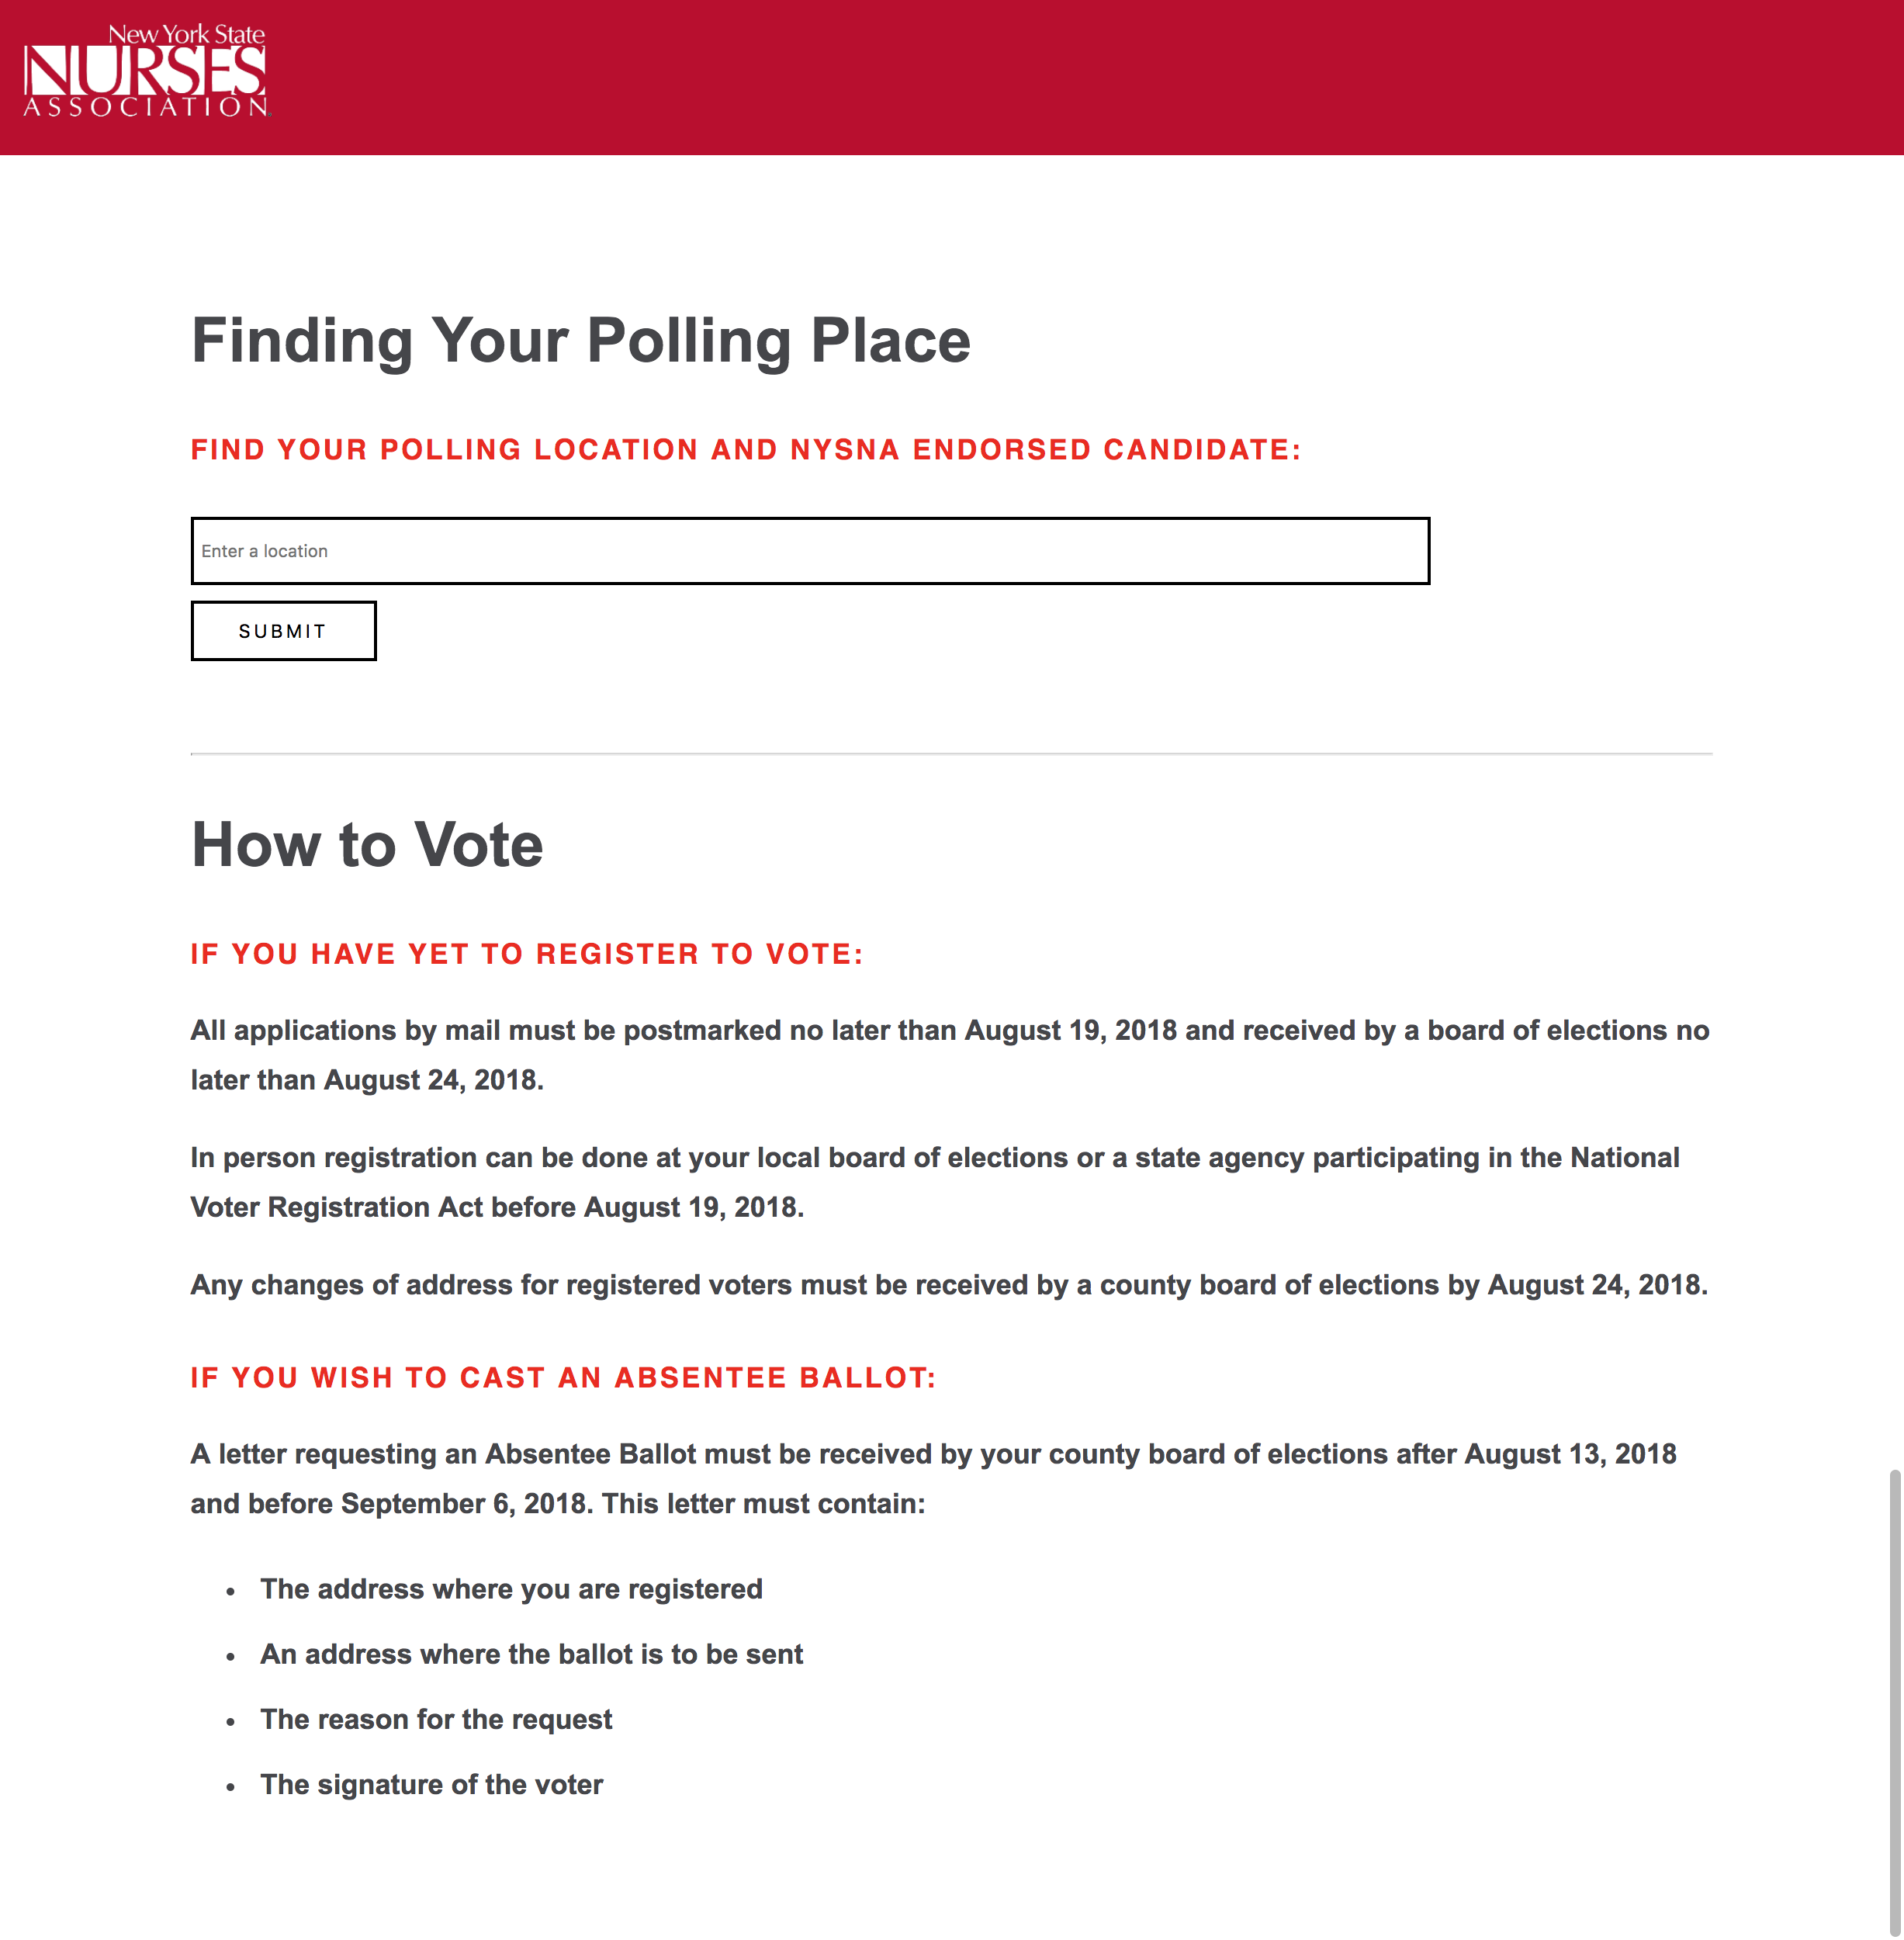 New York State
NURSES
ASSOCIATION
Finding Your Polling Place
FIND YOUR POLLING LOCATION AND NYSNA ENDORSED CANDIDATE:
Enter a location
SUBMIT
How to Vote
IF YOU HAVE YET TO REGISTER TO VOTE:
All applications by mail must be postmarked no later than August 19, 2018 and received by a board of elections no
later than August 24, 2018.
In person registration can be done at your local board of elections or a state agency participating in the National
Voter Registration Act before August 19, 2018.
Any changes of address for registered voters must be received by a county board of elections by August 24, 2018.
IF YOU WISH TO CAST AN ABSENTEE BALLOT:
A letter requesting an Absentee Ballot must be received by your county board of elections after August 13, 2018
and before September 6, 2018. This letter must contain:
• The address where you are registered
• An address where the ballot is to be sent
• The reason for the request
• The signature of the voter